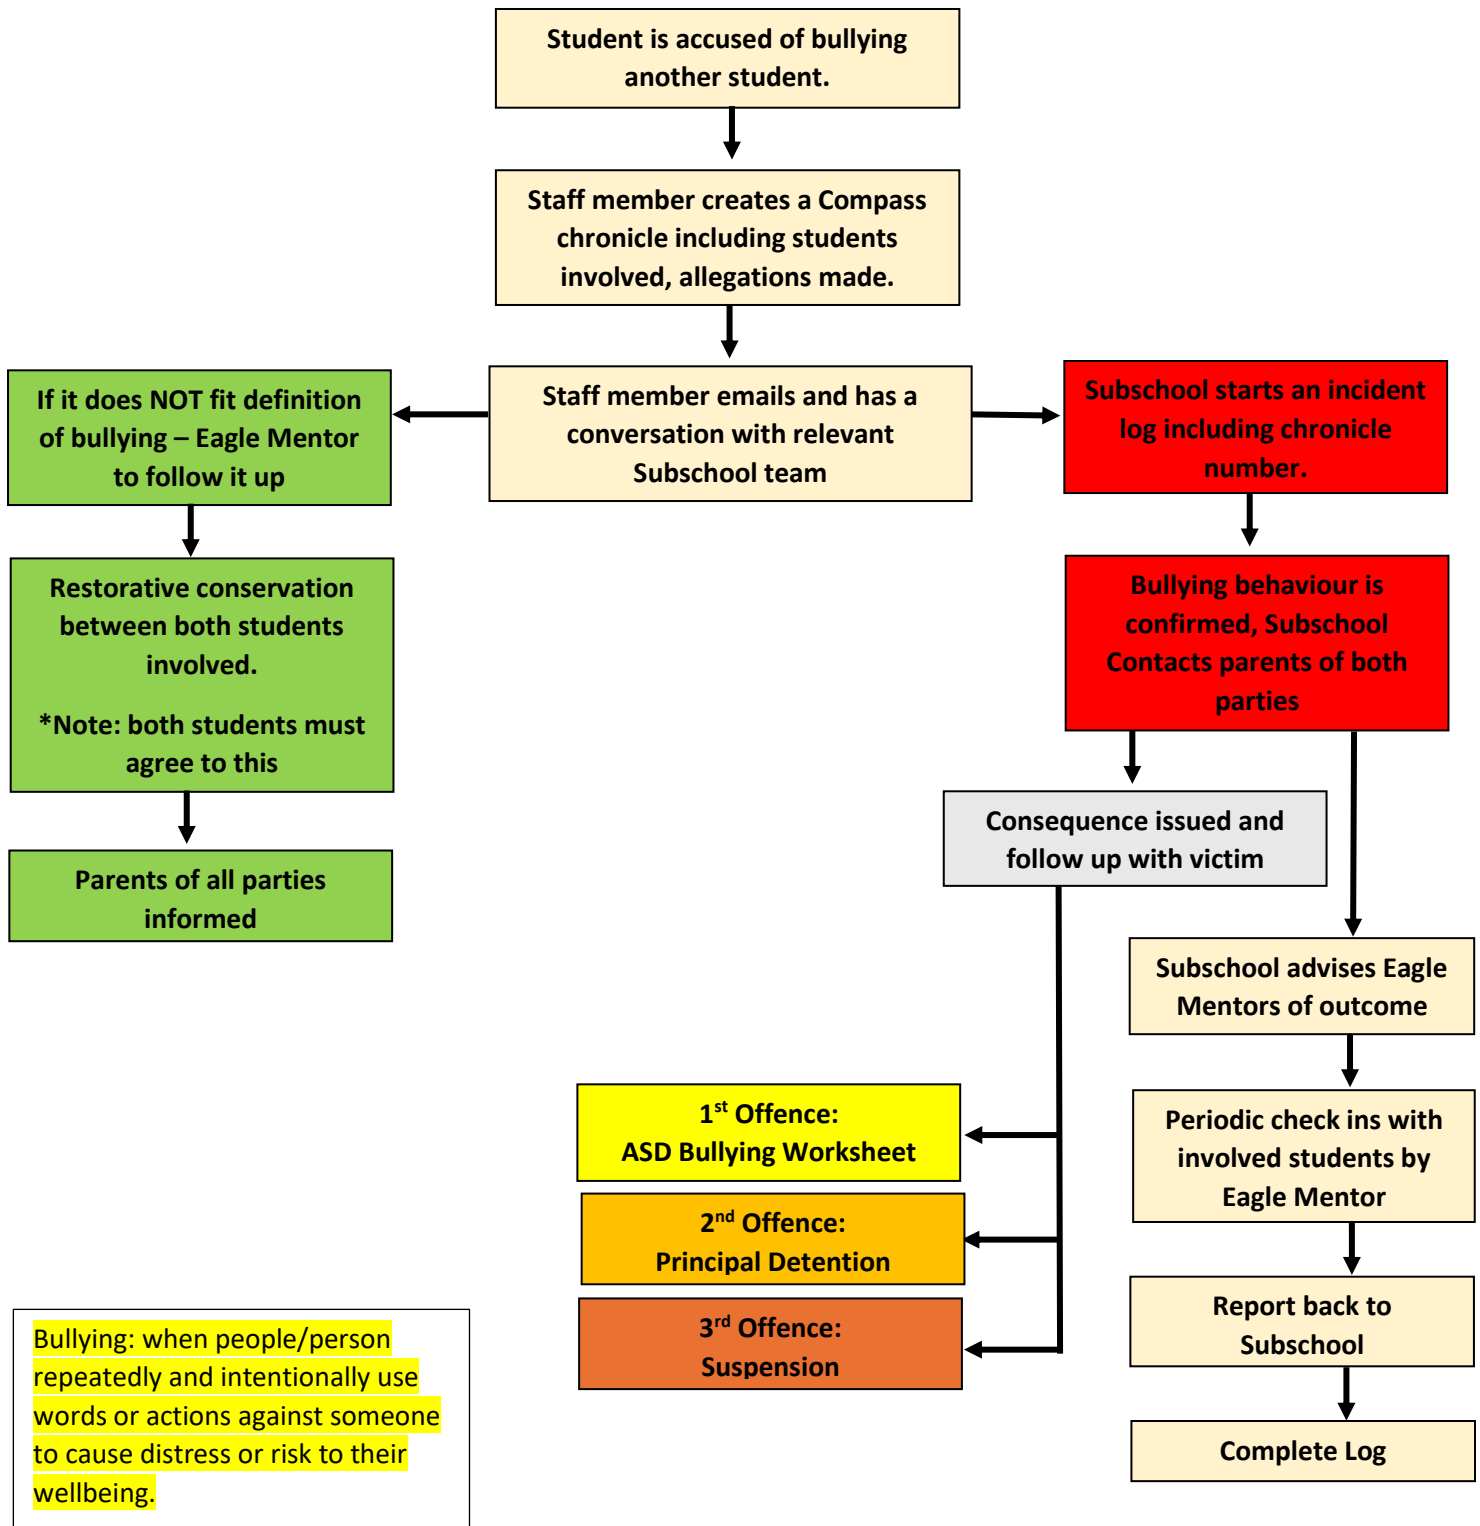 Student is accused of bullying
another student.
Staff member creates a Compass
chronicle including students
involved, allegations made.
If it does NOT fit definition
of bullying – Eagle Mentor
to follow it up
Staff member emails and has a
conversation with relevant
Subschool team
Subschool starts an incident
log including chronicle
number.
Restorative conservation
between both students
involved.
*Note: both students must
agree to this
Bullying behaviour is
confirmed, Subschool
Contacts parents of both
parties
Parents of all parties
informed
Consequence issued and
follow up with victim
Subschool advises Eagle
Mentors of outcome
1st Offence:
ASD Bullying Worksheet
Periodic check ins with
involved students by
Eagle Mentor
2nd Offence:
Principal Detention
3rd Offence:
Suspension
Report back to
Subschool
Complete Log
Bullying: when people/person
repeatedly and intentionally use
words or actions against someone
to cause distress or risk to their
wellbeing.